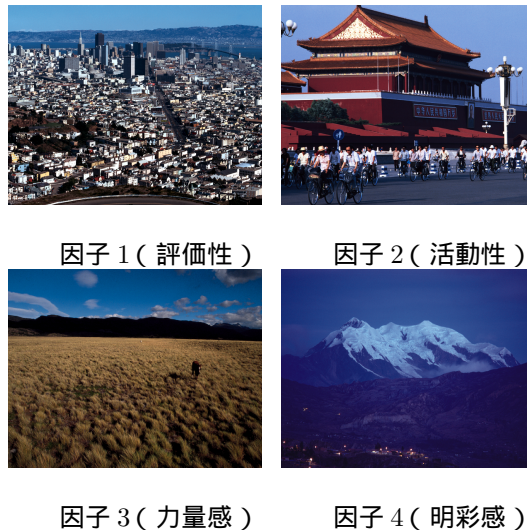 因子 1 ( 評価性 )
因子 2 ( 活動性 )
因子 3 ( 力量感 )
因子 4 ( 明彩感 )